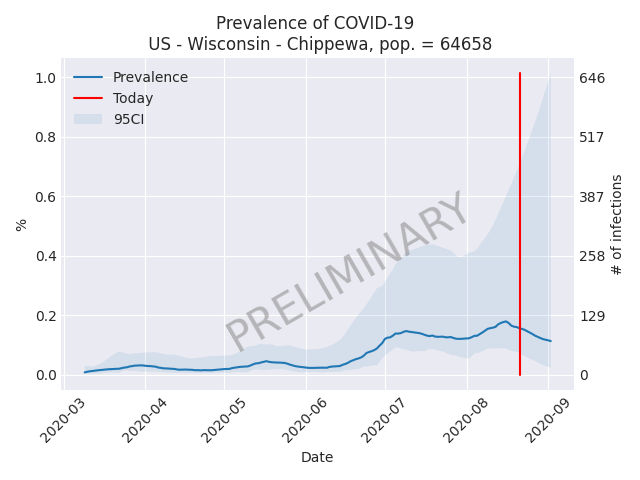 Prevalence of COVID-19
US - Wisconsin - Chippewa, pop. = 64658
Prevalence
Today
95CI
1.0
0.8
0.6
0.4
0.2
0.0
%
646
517
387
258
129
0
# of infections
PRELIMINARY
2020-03
2020-04
2020-05
2020-06
2020-07
2020-08
2020-09
Date